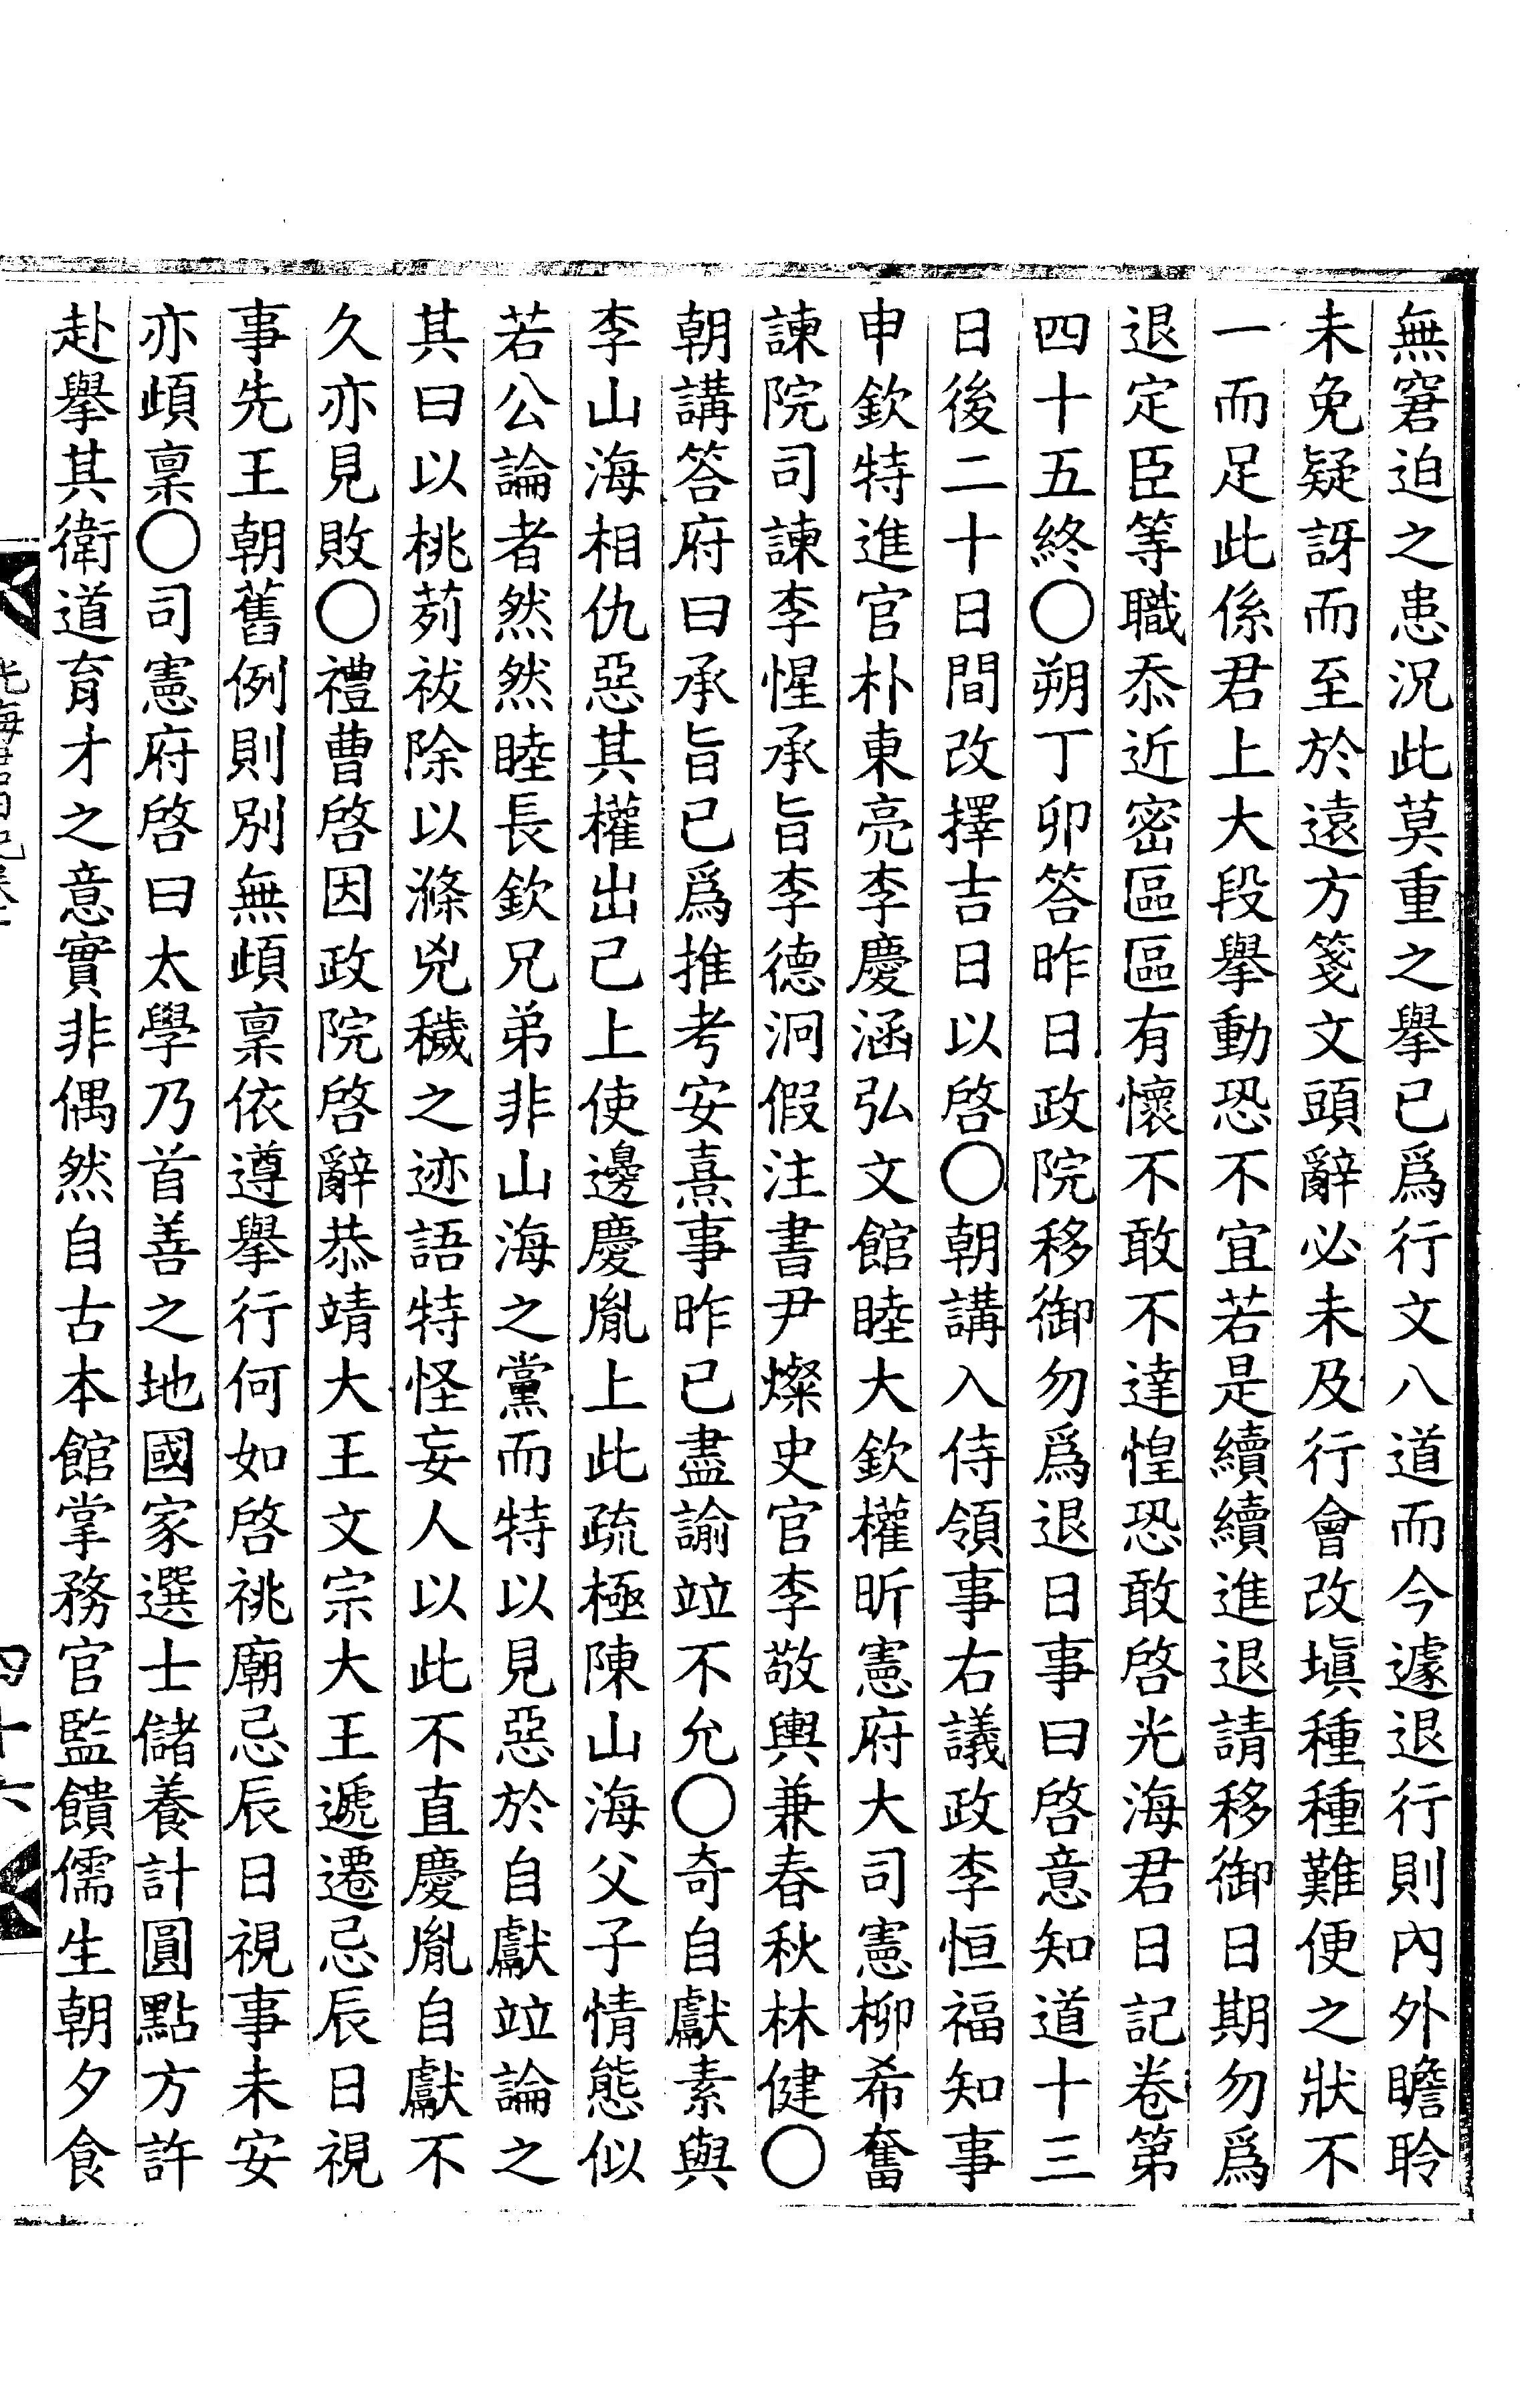 無窘迫之患況此莫重之擧已爲行文八道而今遽退行則內外瞻聆
未免疑訝而至於遠方箋文頭辭必未及行會改塡種種難便之狀不
一而足此係君上大段擧動恐不宜若是續續進退請移御日期勿爲
退定臣等職忝近密區區有懷不敢不達惶恐敢啓光海君日記卷第
四十五終〇朔丁卯答昨日政院移御勿爲退日事曰啓意知道十三
日後二十日間改擇吉日以啓〇朝講入侍領事右議政李恒福知事
申欽特進官朴東亮李慶涵弘文館睦大欽權昕憲府大司憲柳希奮
諫院司諫李惺承旨李德泂假注書尹燦史官李敬輿兼春秋林健〇
朝講答府曰承旨已爲推考安熹事昨已盡諭竝不允〇奇自獻素與
李山海相仇惡其權出己上使邊慶胤上此疏極陳山海父子情態似
若公論者然然睦長欽兄弟非山海之黨而特以見惡於自獻竝論之
其曰以桃茢祓除以滌兇穢之迹語特怪妄人以此不直慶胤自獻不
久亦見敗〇禮曹啓因政院啓辭恭靖大王文宗大王遞遷忌辰日視
事先王朝舊例則別無䫫稟依遵擧行何如啓祧廟忌辰日視事未安
亦䫫稟〇司憲府啓曰太學乃首善之地國家選士儲養計圓點方許
赴擧其衛道育才之意實非偶然自古本館掌務官監饋儒生朝夕食
光海君日記卷
四十六